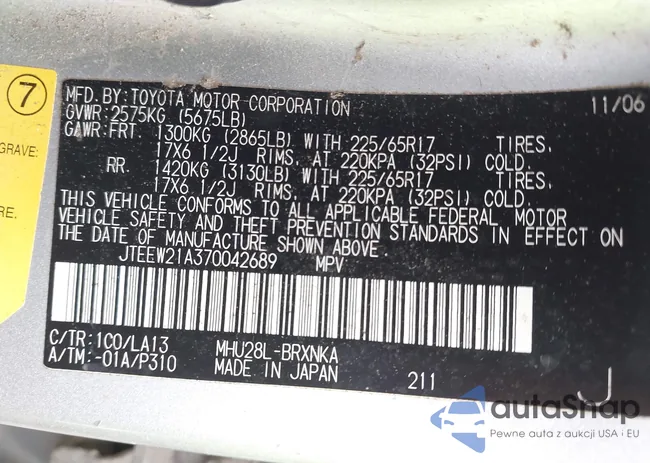 7
GRAVE:
RE.
MFD. BY: TOYOTA MOTOR CORPORATION 11/06
GVWR: 2575KG (5675LB)
GAWR: FRT. 1300KG (2865LB) WITH 225/65R17 TIRES,
17X6 1/2J RIMS, AT 220KPA (32PSI) COLD.
RR. 1420KG (3130LB) WITH 225/65R17 TIRES,
17X6 1/2J RIMS, AT 220KPA (32PSI) COLD.
THIS VEHICLE CONFORMS TO ALL APPLICABLE FEDERAL MOTOR
VEHICLE SAFETY AND THEFT PREVENTION STANDARDS IN EFFECT ON
THE DATE OF MANUFACTURE SHOWN ABOVE.
JTEEW21A370042689 MPV
C/TR: 1C0/LA13 MHU28L-BRXNKA
A/TM: -01A/P310 MADE IN JAPAN 211
J
autoSnap
Pewne auta z aukcji USA i EU